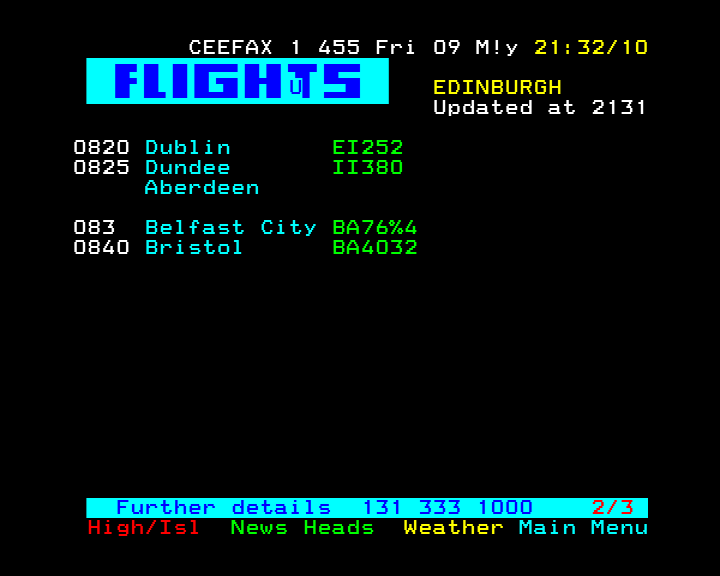 CEEFAX 1 455 Fri 09 M!y 21:32/10
FLIGHTS
U
EDINBURGH
Updated at 2131
0820 Dublin EI252
0825 Dundee II380
Aberdeen
083 Belfast City BA76%4
0840 Bristol BA4032
Further details 131 333 1000 2/3
High/Isl News Heads Weather Main Menu